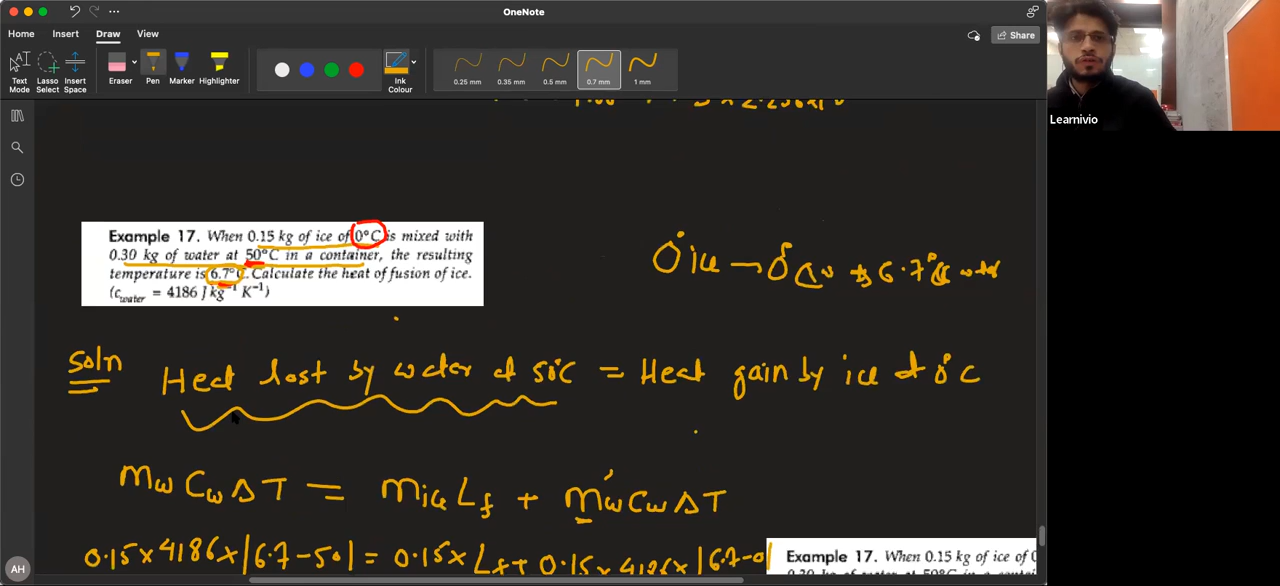 OneNote
Home Insert Draw View
Share
Text Mode
Lasso Select
Insert Space
Eraser
Pen
Marker
Highlighter
Ink Colour
0.25 mm
0.35 mm
0.5 mm
0.7 mm
1 mm
Learnivio
Example 17. When 0.15 kg of ice of 0°C is mixed with
0.30 kg of water at 50°C in a container, the resulting
temperature is 6.7°C. Calculate the heat of fusion of ice.
(c_water = 4186 J kg⁻¹ K⁻¹)
Soln
Heat lost by water at 50°C = Heat gain by ice at 0°C
Mw Cw ΔT = Mice Lf + M'w Cw ΔT
0.15 × 4186 × |6.7-50| = 0.15 × Lf + 0.15 × 4186 × |6.7-0|
Example 17. When 0.15 kg of ice of
AH